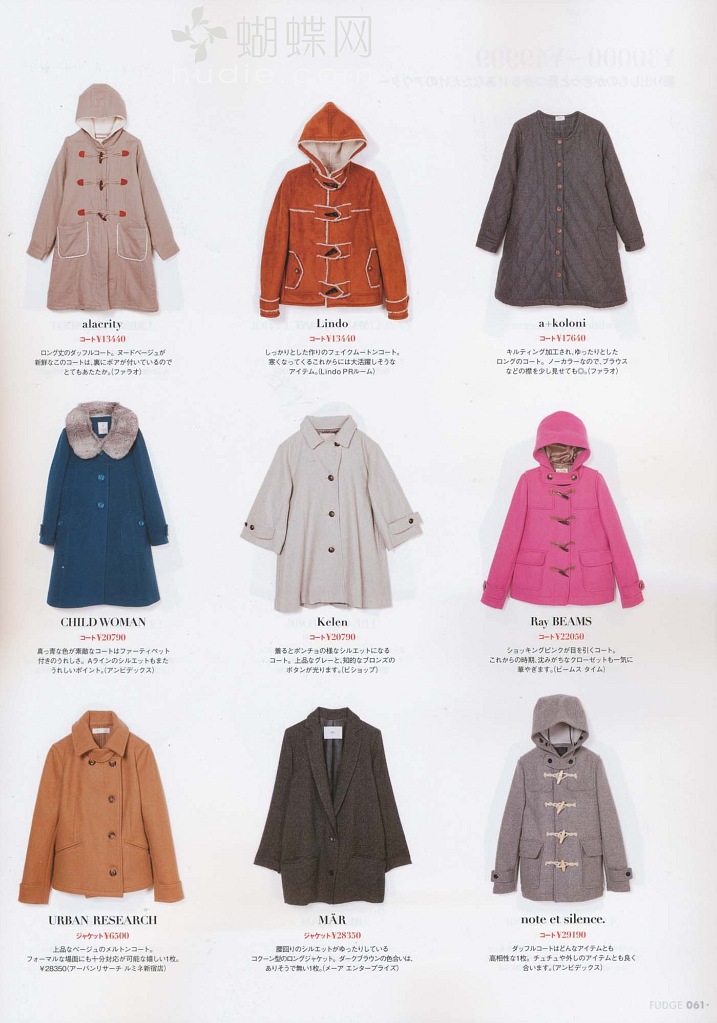 蝴蝶网
hudie.com
alacrity
コート¥13440
ロング丈のダッフルコート。ヌードベージュが
新鮮なこのコートは、裏にボアが付いているので
とてもあたたか。(ファラオ)
Lindo
コート¥13440
しっかりとした作りのフェイクムートンコート。
寒くなってくるこれからには大活躍しそうな
アイテム。(Lindo PRルーム)
a+koloni
コート¥17640
キルティング加工され、ゆったりとした
ロングのコート。ノーカラーなので、ブラウス
などの襟を少し見せても◎。(ファラオ)
CHILD WOMAN
コート¥20790
真っ青な色が素敵なコートはファーティペット
付きのうれしさ。Aラインのシルエットもまた
うれしいポイント。(アンビデックス)
Kelen
コート¥20790
着るとポンチョの様なシルエットになる
コート。上品なグレーと、知的なブロンズの
ボタンが光ります。(ビショップ)
Ray BEAMS
コート¥22050
ショッキングピンクが目を引くコート。
これからの時期、沈みがちなクローゼットも一気に
華やぎます。(ビームス タイム)
URBAN RESEARCH
ジャケット¥6500
上品なベージュのメルトンコート。
フォーマルな場面にも十分対応が可能な嬉しい1枚。
¥28350(アーバンリサーチ ルミネ新宿店)
MÄR
ジャケット¥28350
腰回りのシルエットがゆったりしている
コクーン型のロングジャケット。ダークブラウンの色合いは、
ありそうで無い1枚。(メーア エンタープライズ)
note et silence.
コート¥29190
ダッフルコートはどんなアイテムとも
高相性な1枚。チュチュや外しのアイテムとも良く
合います。(アンビデックス)
FUDGE 061